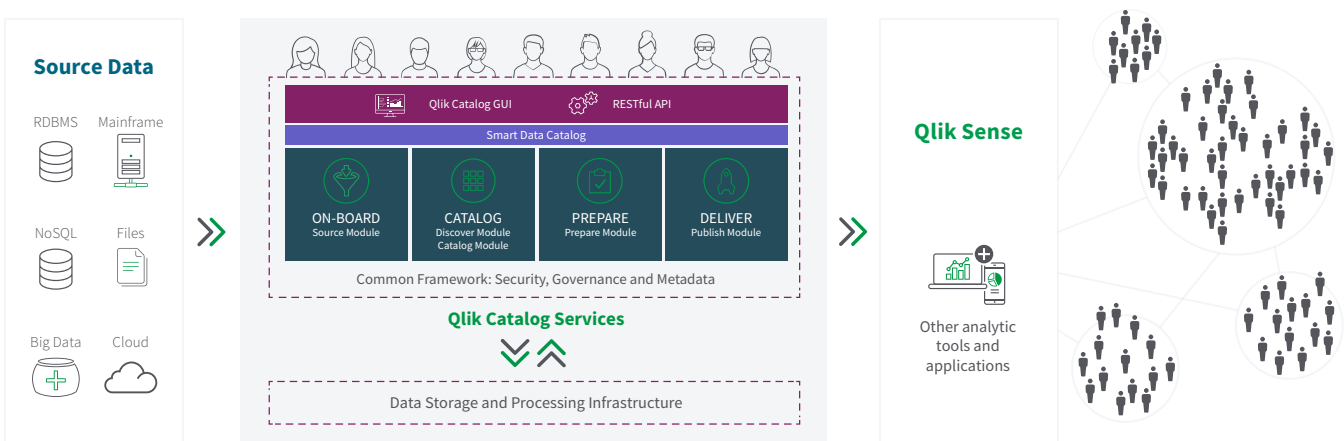 Source Data
RDBMS
Mainframe
NoSQL
Files
Big Data
Cloud
Qlik Catalog GUI
RESTful API
Smart Data Catalog
ON-BOARD
Source Module
CATALOG
Discover Module
Catalog Module
PREPARE
Prepare Module
DELIVER
Publish Module
Common Framework: Security, Governance and Metadata
Qlik Catalog Services
Data Storage and Processing Infrastructure
Qlik Sense
Other analytic
tools and
applications